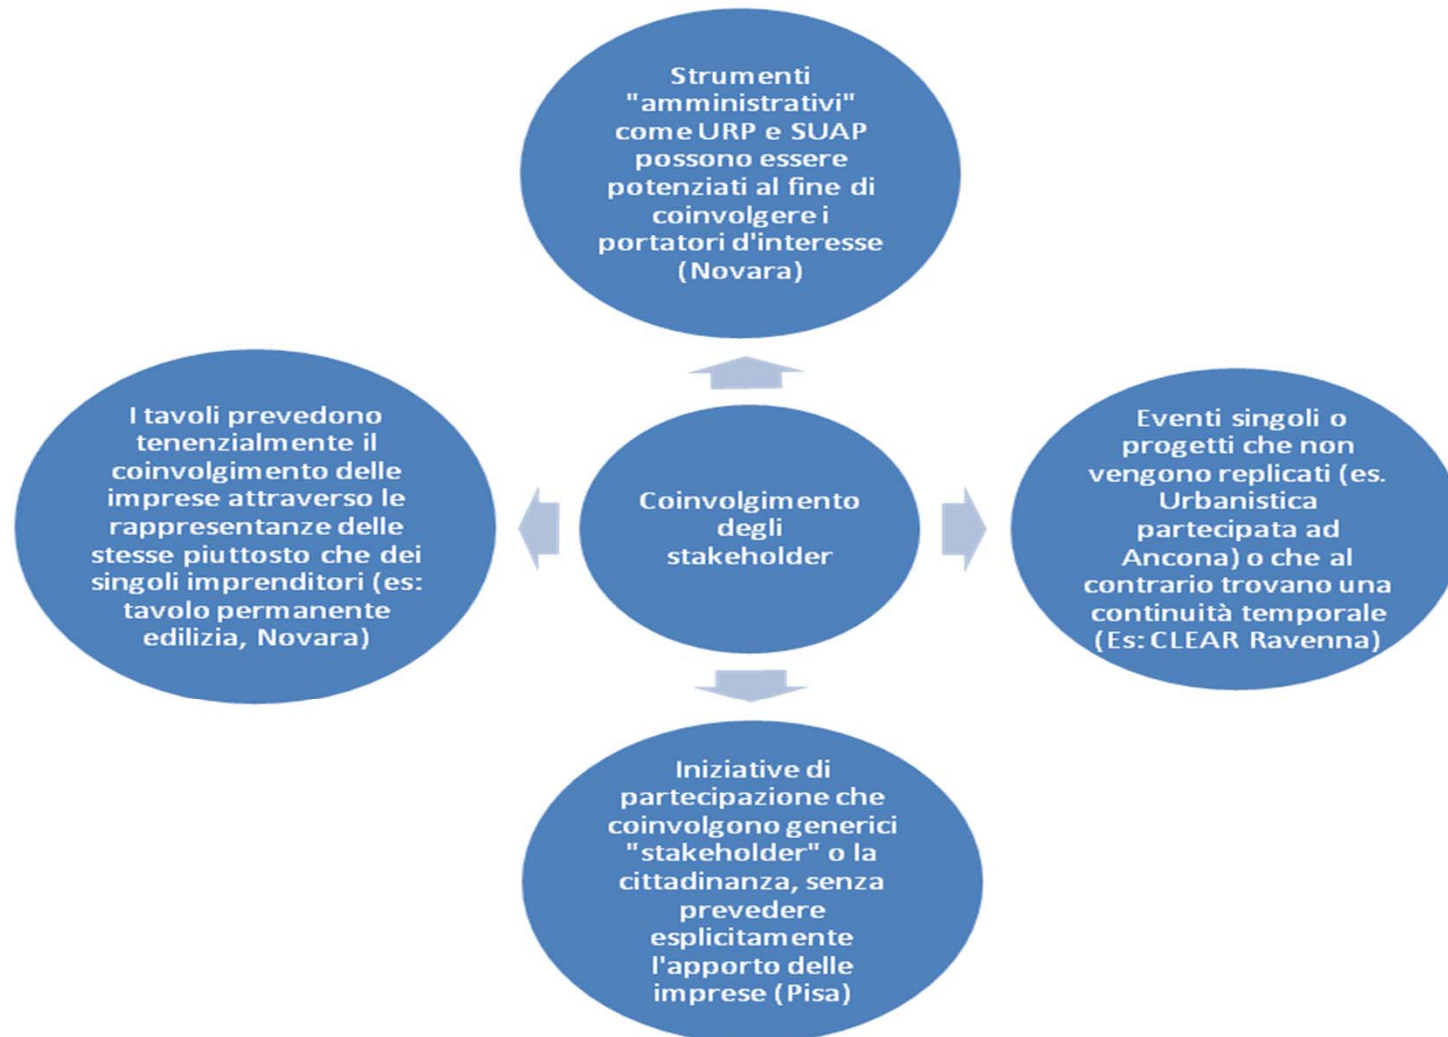 Strumenti
"amministrativi"
come URP e SUAP
possono essere
potenziati al fine di
coinvolgere i
portatori d'interesse
(Novara)
I tavoli prevedono
tenenzialmente il
coinvolgimento delle
imprese attraverso le
rappresentanze delle
stesse piuttosto che dei
singoli imprenditori (es:
tavolo permanente
edilizia, Novara)
Coinvolgimento
degli
stakeholder
Eventi singoli o
progetti che non
vengono replicati (es.
Urbanistica
partecipata ad
Ancona) o che al
contrario trovano una
continuità temporale
(Es: CLEAR Ravenna)
Iniziative di
partecipazione che
coinvolgono generici
"stakeholder" o la
cittadinanza, senza
prevedere
esplicitamente
l'apporto delle
imprese (Pisa)